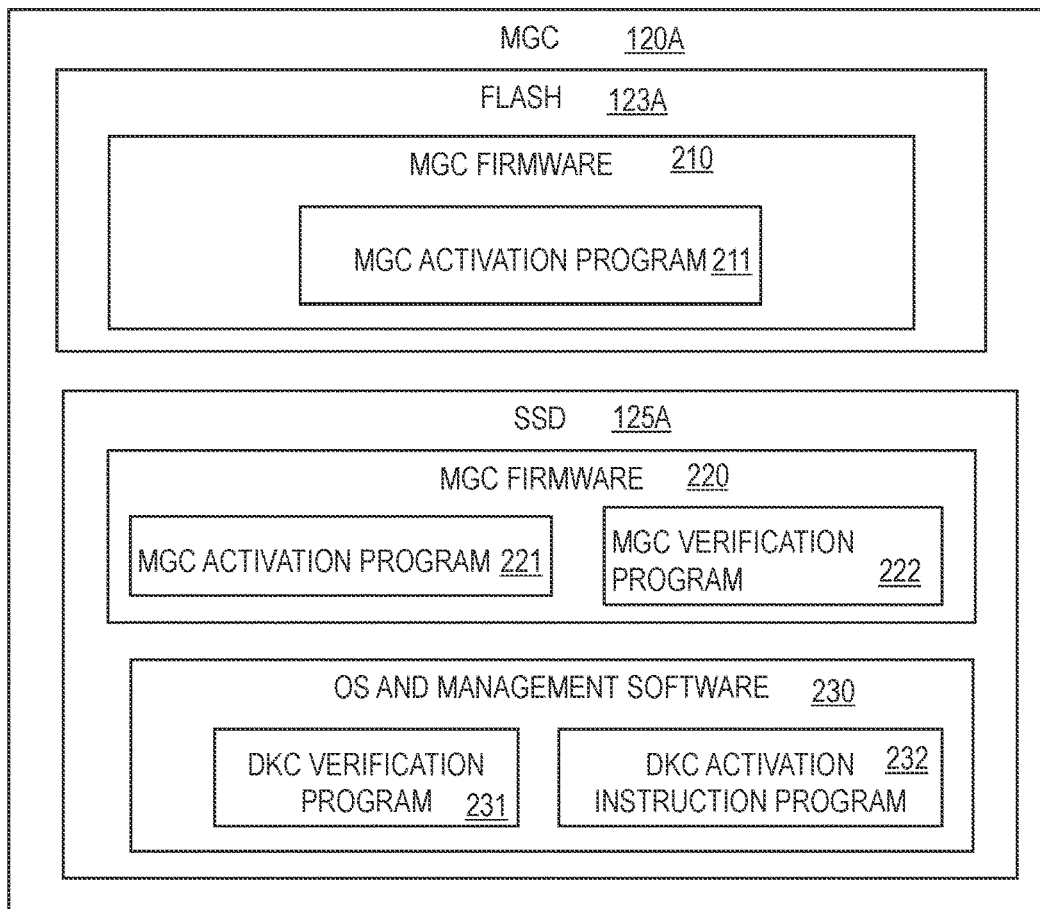 MGC 120A
FLASH 123A
MGC FIRMWARE 210
MGC ACTIVATION PROGRAM 211
SSD 125A
MGC FIRMWARE 220
MGC ACTIVATION PROGRAM 221
MGC VERIFICATION
PROGRAM 222
OS AND MANAGEMENT SOFTWARE 230
DKC VERIFICATION
PROGRAM 231
DKC ACTIVATION 232
INSTRUCTION PROGRAM